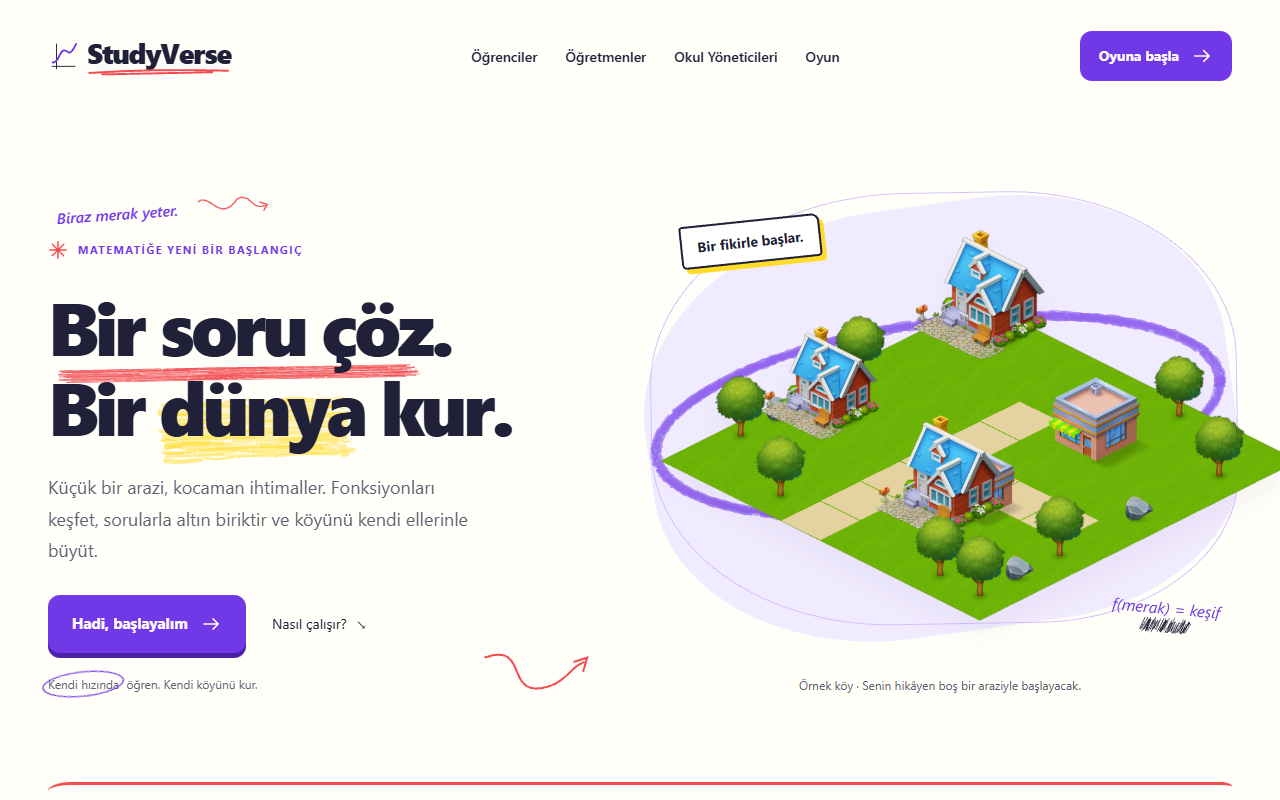 StudyVerse
Öğrenciler
Öğretmenler
Okul Yöneticileri
Oyun
Oyuna başla →
Biraz merak yeter.
MATEMATİĞE YENİ BİR BAŞLANGIÇ
Bir soru çöz.
Bir dünya kur.
Küçük bir arazi, kocaman ihtimaller. Fonksiyonları
keşfet, sorularla altın biriktir ve köyünü kendi ellerinle
büyüt.
Hadi, başlayalım →
Nasıl çalışır? ↘
Kendi hızında öğren. Kendi köyünü kur.
Bir fikirle başlar.
f(merak) = keşif
Örnek köy · Senin hikâyen boş bir araziyle başlayacak.